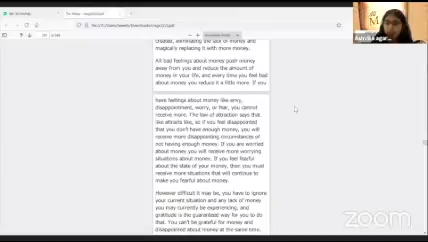 created, eliminating the lack of money and
magically replacing it with more money.
All bad feelings about money push money
away from you and reduce the amount
of money in your life, and every time you feel bad
about money you reduce it a little more. If you
have feelings about money like envy,
disappointment, worry, or fear, you cannot
receive more. The law of attraction says that
like attracts like, so if you feel disappointed
that you don't have enough money, you will
receive more disappointing circumstances of
not having enough money. If you are worried
about money you will receive more worrying
situations about money. If you feel fearful
about the state of your money, then you must
receive more situations that will continue to
make you fearful about money.
However difficult it may be, you have to ignore
your current situation and any lack of money
you may currently be experiencing, and
gratitude is the guaranteed way for you to do
that. You can't be grateful for money and
disappointed about money at the same time.
zoom